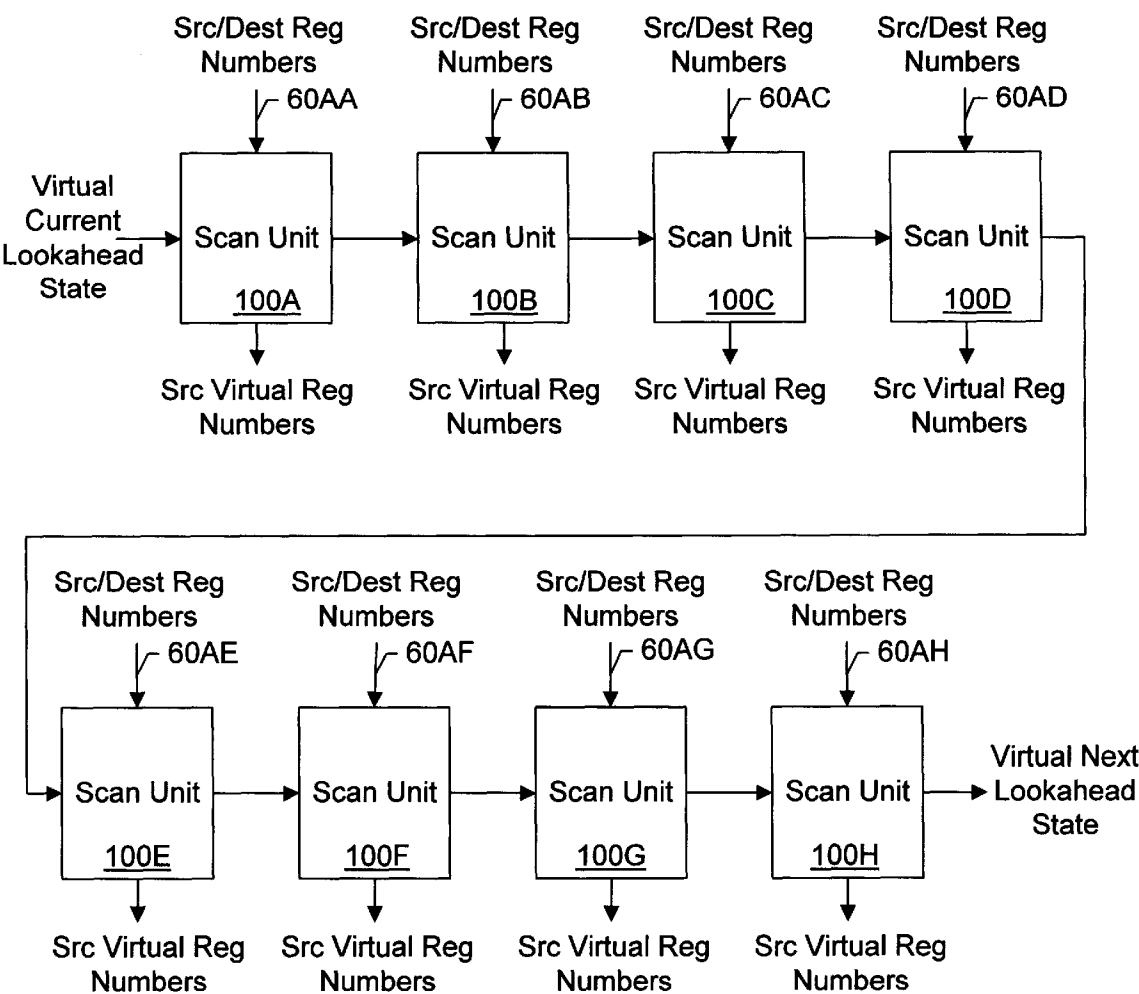 Src/Dest Reg
Numbers
60AA
Src/Dest Reg
Numbers
60AB
Src/Dest Reg
Numbers
60AC
Src/Dest Reg
Numbers
60AD
Virtual
Current
Lookahead
State
Scan Unit
100A
Scan Unit
100B
Scan Unit
100C
Scan Unit
100D
Src Virtual Reg
Numbers
Src Virtual Reg
Numbers
Src Virtual Reg
Numbers
Src Virtual Reg
Numbers
Src/Dest Reg
Numbers
60AE
Src/Dest Reg
Numbers
60AF
Src/Dest Reg
Numbers
60AG
Src/Dest Reg
Numbers
60AH
Scan Unit
100E
Scan Unit
100F
Scan Unit
100G
Scan Unit
100H
Virtual Next
Lookahead
State
Src Virtual Reg
Numbers
Src Virtual Reg
Numbers
Src Virtual Reg
Numbers
Src Virtual Reg
Numbers